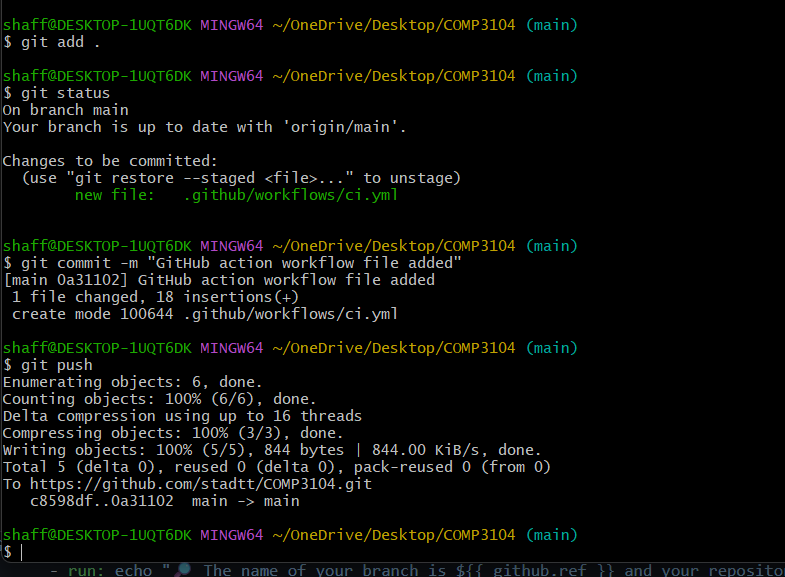 shaff@DESKTOP-1UQT6DK MINGW64 ~/OneDrive/Desktop/COMP3104 (main)
$ git add .
shaff@DESKTOP-1UQT6DK MINGW64 ~/OneDrive/Desktop/COMP3104 (main)
$ git status
On branch main
Your branch is up to date with 'origin/main'.
Changes to be committed:
  (use "git restore --staged <file>..." to unstage)
        new file:   .github/workflows/ci.yml
shaff@DESKTOP-1UQT6DK MINGW64 ~/OneDrive/Desktop/COMP3104 (main)
$ git commit -m "GitHub action workflow file added"
[main 0a31102] GitHub action workflow file added
 1 file changed, 18 insertions(+)
 create mode 100644 .github/workflows/ci.yml
shaff@DESKTOP-1UQT6DK MINGW64 ~/OneDrive/Desktop/COMP3104 (main)
$ git push
Enumerating objects: 6, done.
Counting objects: 100% (6/6), done.
Delta compression using up to 16 threads
Compressing objects: 100% (3/3), done.
Writing objects: 100% (5/5), 844 bytes | 844.00 KiB/s, done.
Total 5 (delta 0), reused 0 (delta 0), pack-reused 0 (from 0)
To https://github.com/stadtt/COMP3104.git
   c8598df..0a31102  main -> main
shaff@DESKTOP-1UQT6DK MINGW64 ~/OneDrive/Desktop/COMP3104 (main)
$
- run: echo "🔎 The name of your branch is ${{ github.ref }} and your reposito